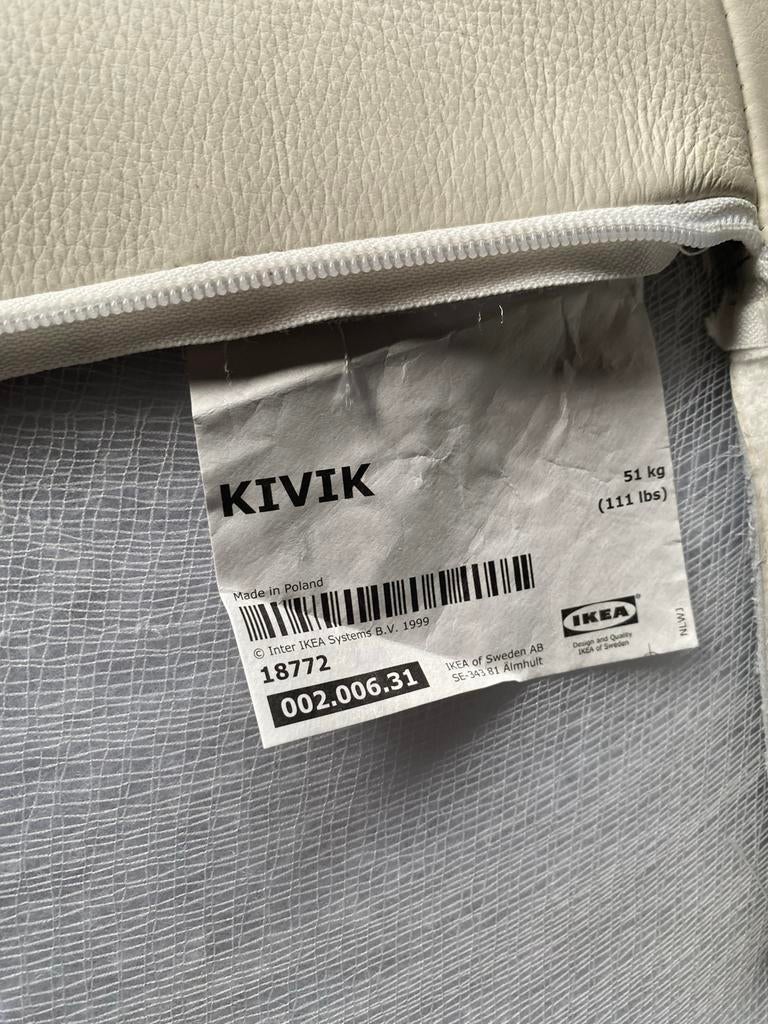 KIVIK
51 kg
(111 lbs)
Made in Poland
© Inter IKEA Systems B.V. 1999
18772
002.006.31
IKEA of Sweden AB
SE-343 81 Älmhult
IKEA
Design and Quality
IKEA of Sweden